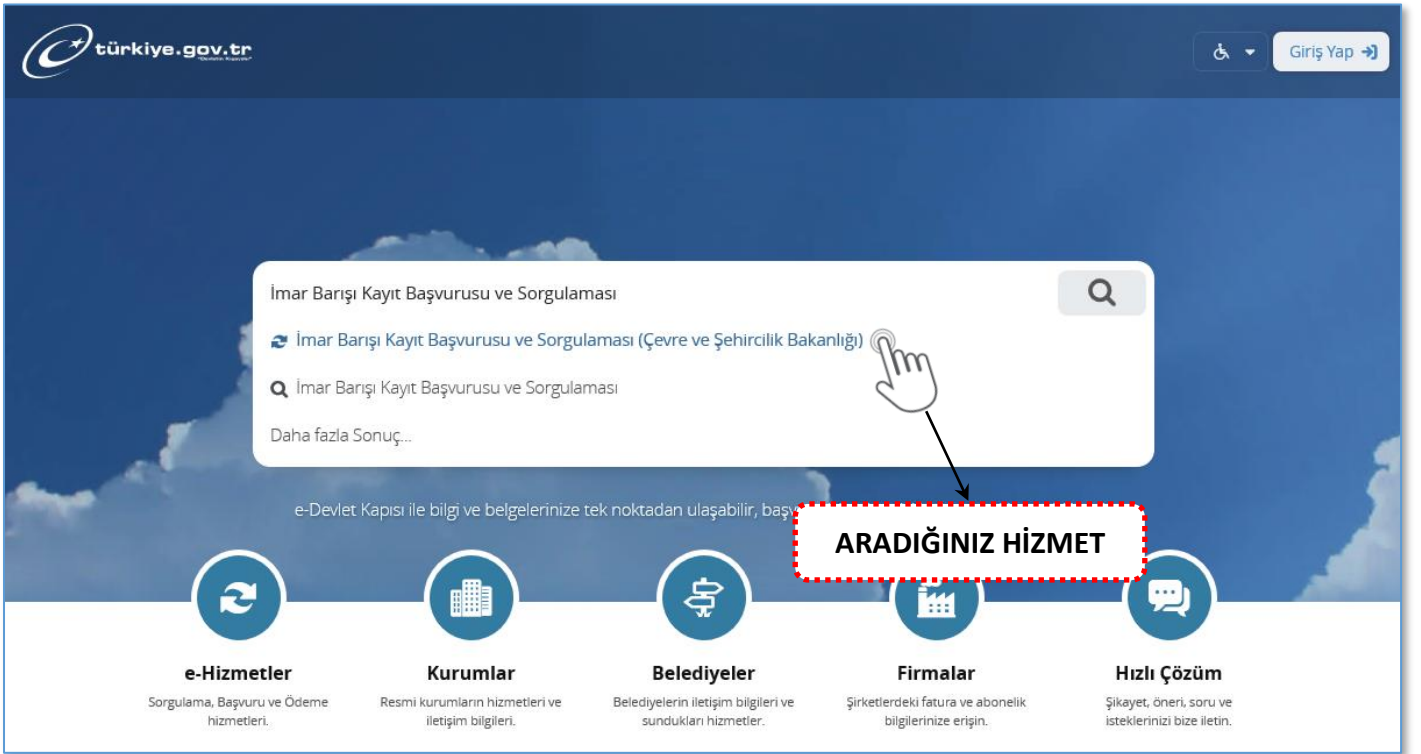 türkiye.gov.tr
Giriş Yap
İmar Barışı Kayıt Başvurusu ve Sorgulaması
İmar Barışı Kayıt Başvurusu ve Sorgulaması (Çevre ve Şehircilik Bakanlığı)
İmar Barışı Kayıt Başvurusu ve Sorgulaması
Daha fazla Sonuç...
e-Devlet Kapısı ile bilgi ve belgelerinize tek noktadan ulaşabilir,
ARADIĞINIZ HİZMET
e-Hizmetler
Sorgulama, Başvuru ve Ödeme
hizmetleri.
Kurumlar
Resmi kurumların hizmetleri ve
iletişim bilgileri.
Belediyeler
Belediyelerin iletişim bilgileri ve
sundukları hizmetler.
Firmalar
Şirketlerdeki fatura ve abonelik
bilgilerinize erişin.
Hızlı Çözüm
Şikayet, öneri, soru ve
isteklerinizi bize iletin.